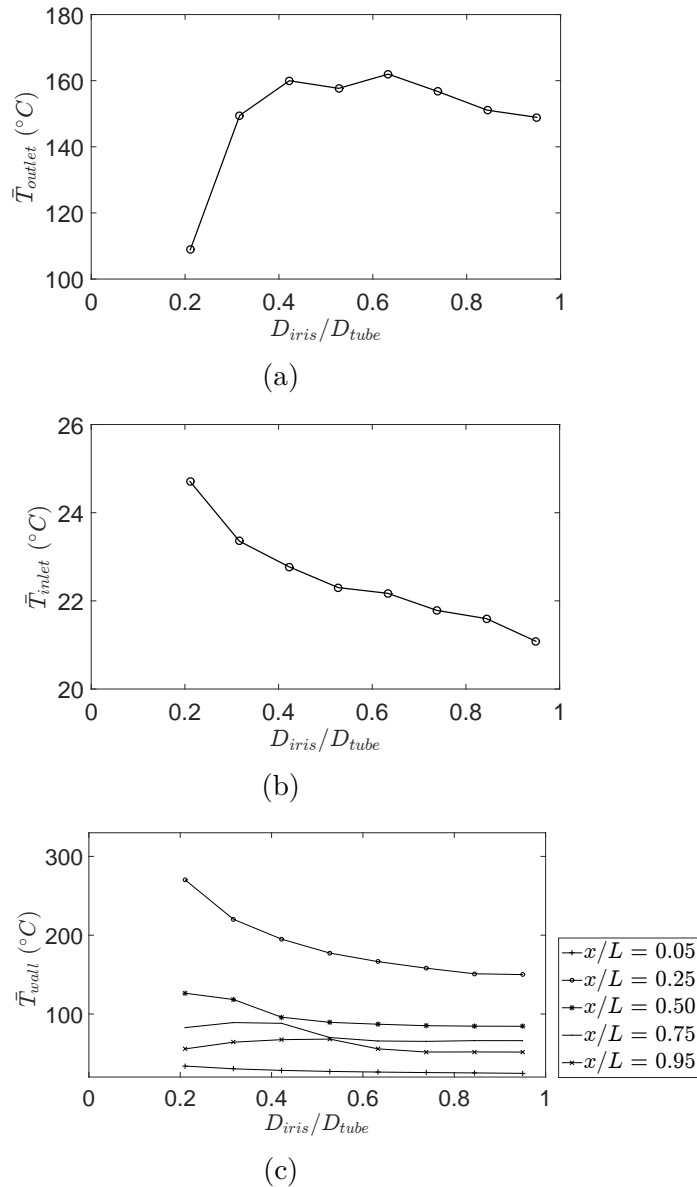 180
160
140
120
100
T̄outlet (°C)
0 0.2 0.4 0.6 0.8 1
Diris/Dtube
(a)
26
24
22
20
T̄inlet (°C)
0 0.2 0.4 0.6 0.8 1
Diris/Dtube
(b)
300
200
100
T̄wall (°C)
0 0.2 0.4 0.6 0.8 1
Diris/Dtube
x/L = 0.05
x/L = 0.25
x/L = 0.50
x/L = 0.75
x/L = 0.95
(c)